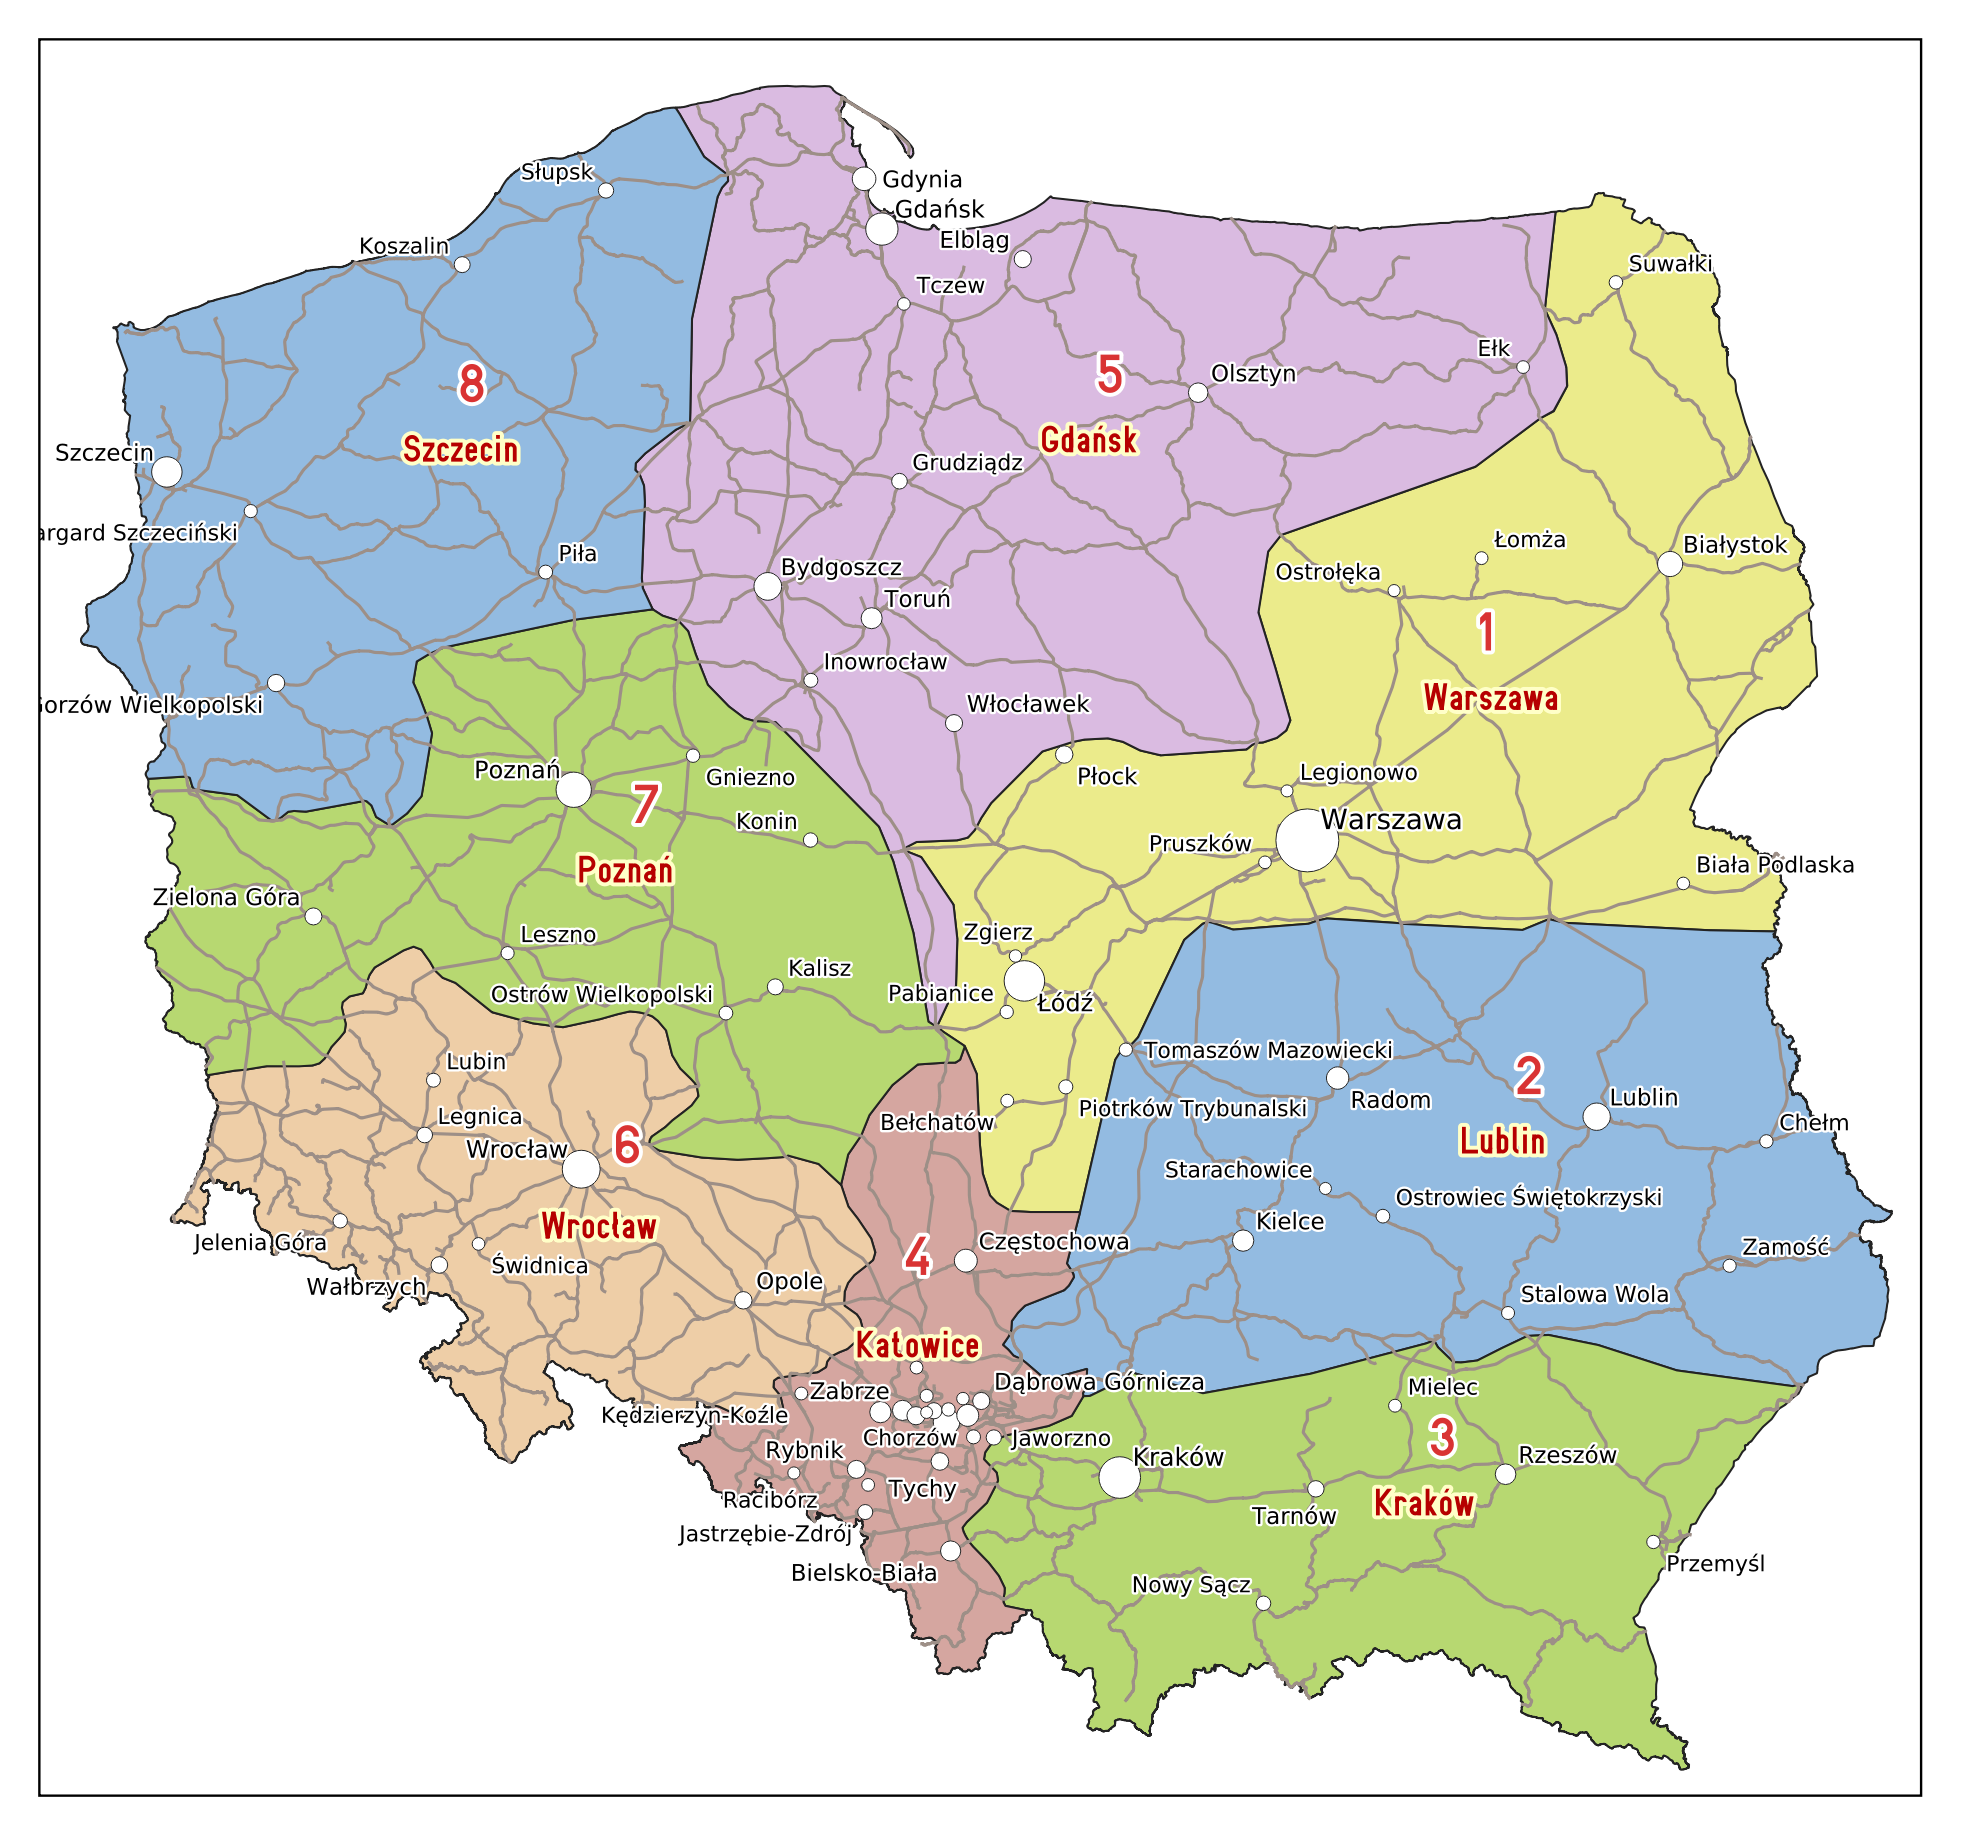 Słupsk
Gdynia
Gdańsk
Koszalin
Elbląg
Suwałki
Tczew
Ełk
8
5
Olsztyn
Szczecin
Gdańsk
Szczecin
Grudziądz
argard Szczeciński
Piła
Łomża
Białystok
Bydgoszcz
Ostrołęka
Toruń
1
Inowrocław
Warszawa
Gorzów Wielkopolski
Włocławek
Poznań
Gniezno
Płock
Legionowo
7
Konin
Warszawa
Pruszków
Poznań
Biała Podlaska
Zielona Góra
Leszno
Zgierz
Kalisz
Ostrów Wielkopolski
Pabianice
Łódź
Lubin
Tomaszów Mazowiecki
2
Radom
Lublin
Legnica
Bełchatów
Piotrków Trybunalski
Chełm
Wrocław
6
Lublin
Starachowice
Ostrowiec Świętokrzyski
Wrocław
Kielce
Jelenia Góra
4
Częstochowa
Zamość
Świdnica
Wałbrzych
Opole
Stalowa Wola
Katowice
Zabrze
Dąbrowa Górnicza
Mielec
Kędzierzyn-Koźle
Chorzów
Jaworzno
3
Rybnik
Kraków
Rzeszów
Racibórz
Tychy
Kraków
Tarnów
Jastrzębie-Zdrój
Przemyśl
Bielsko-Biała
Nowy Sącz